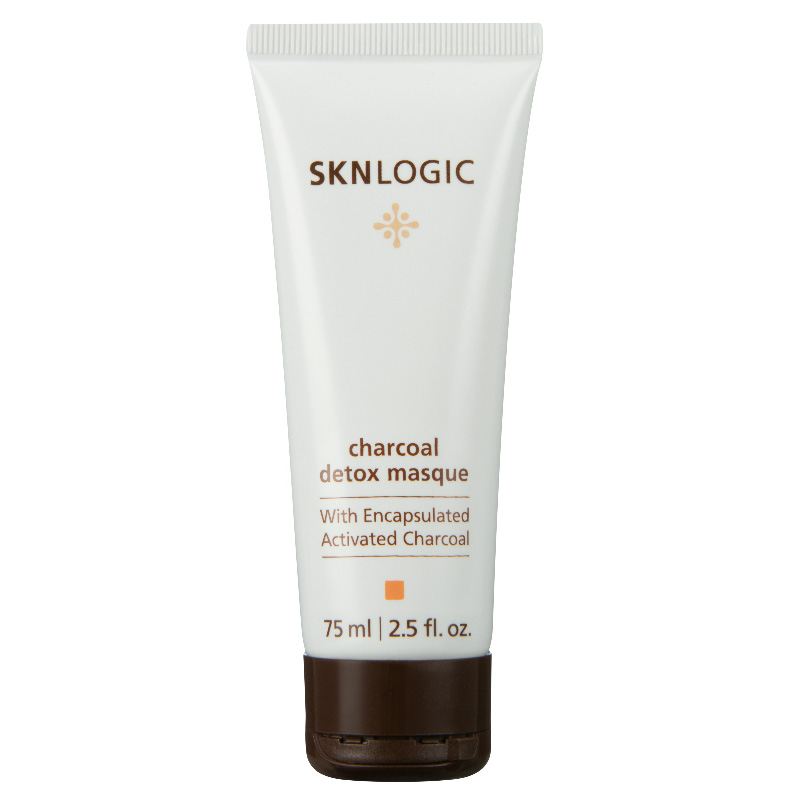 SKNLOGIC
charcoal
detox masque
With Encapsulated
Activated Charcoal
75 ml | 2.5 fl. oz.